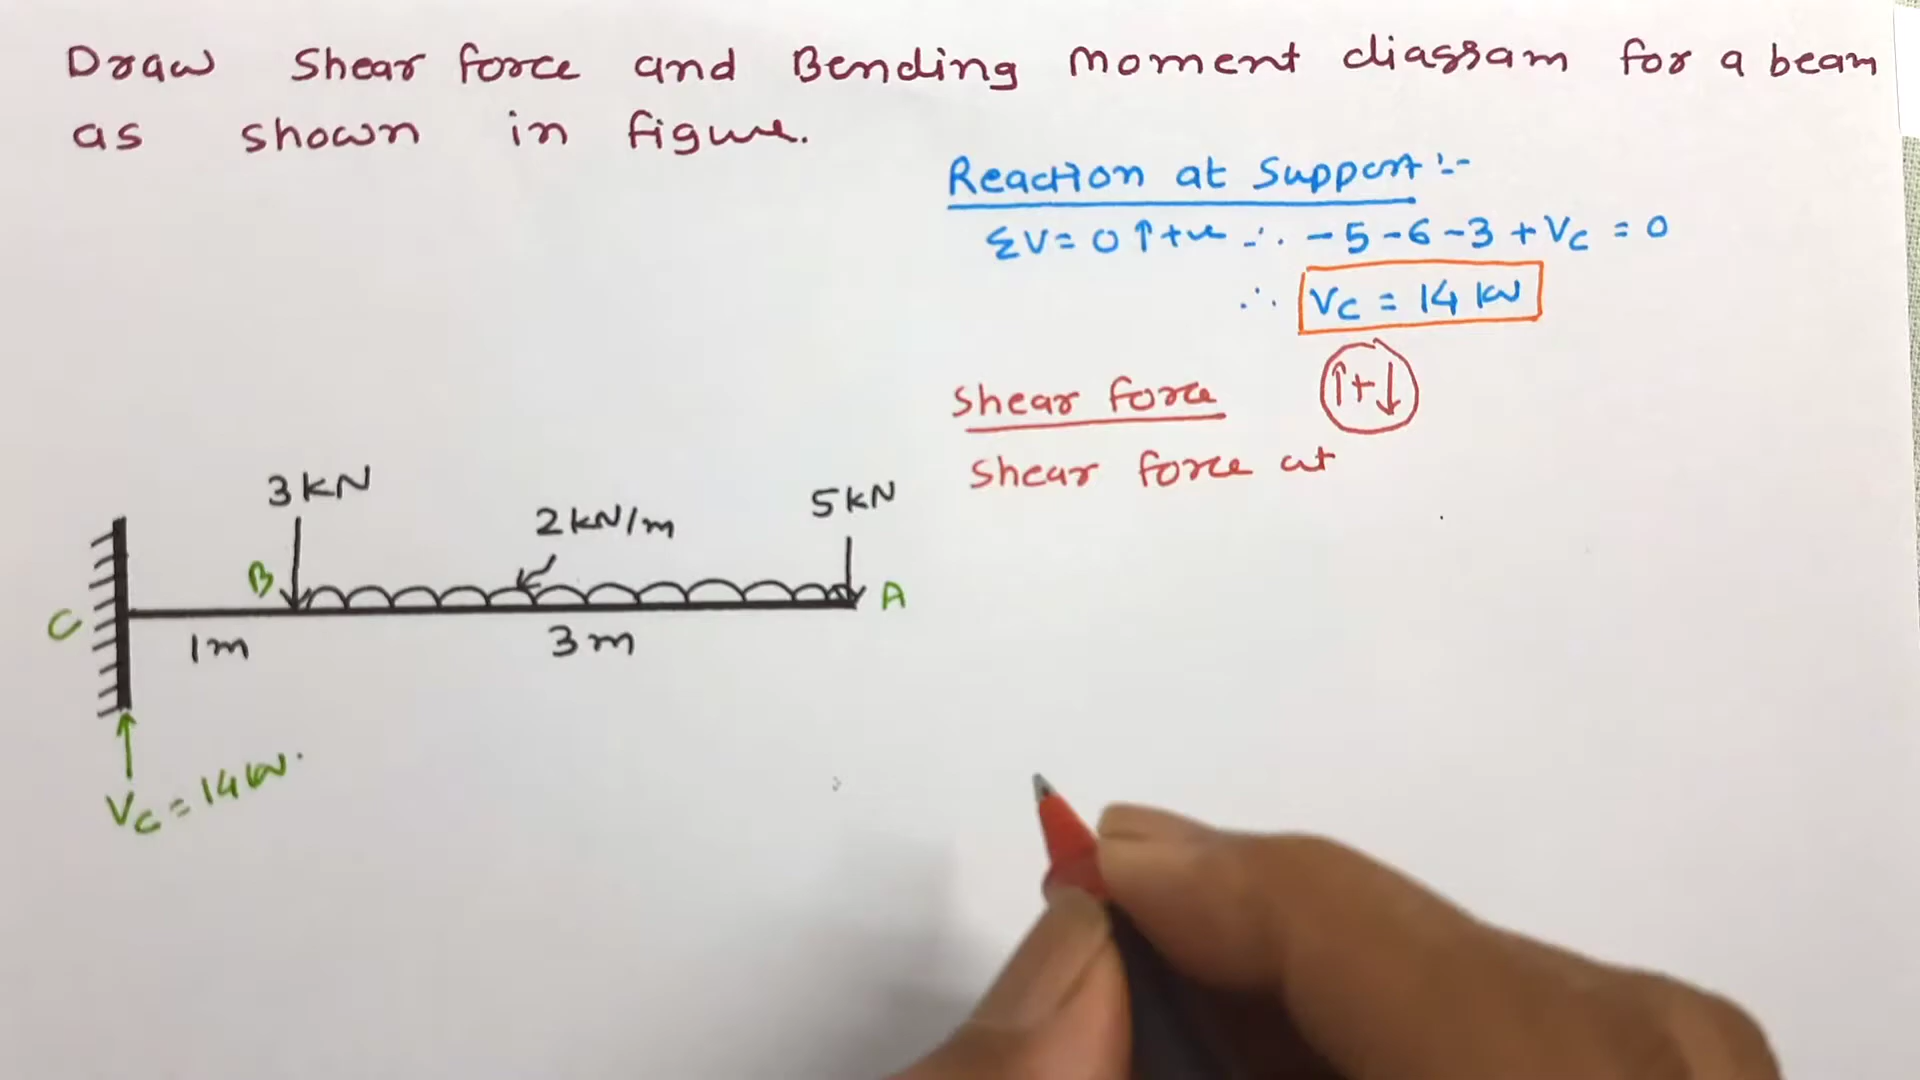 Draw Shear force and Bending moment diagram for a beam
as shown in figure.
Reaction at Support :-
ΣV = 0 ↑+ve ∴ -5 -6 -3 + Vc = 0
∴ Vc = 14 kN
Shear force ↑+↓
Shear force at
3 kN
2 kN/m
5 kN
B
A
C
1m
3m
Vc = 14 kN.